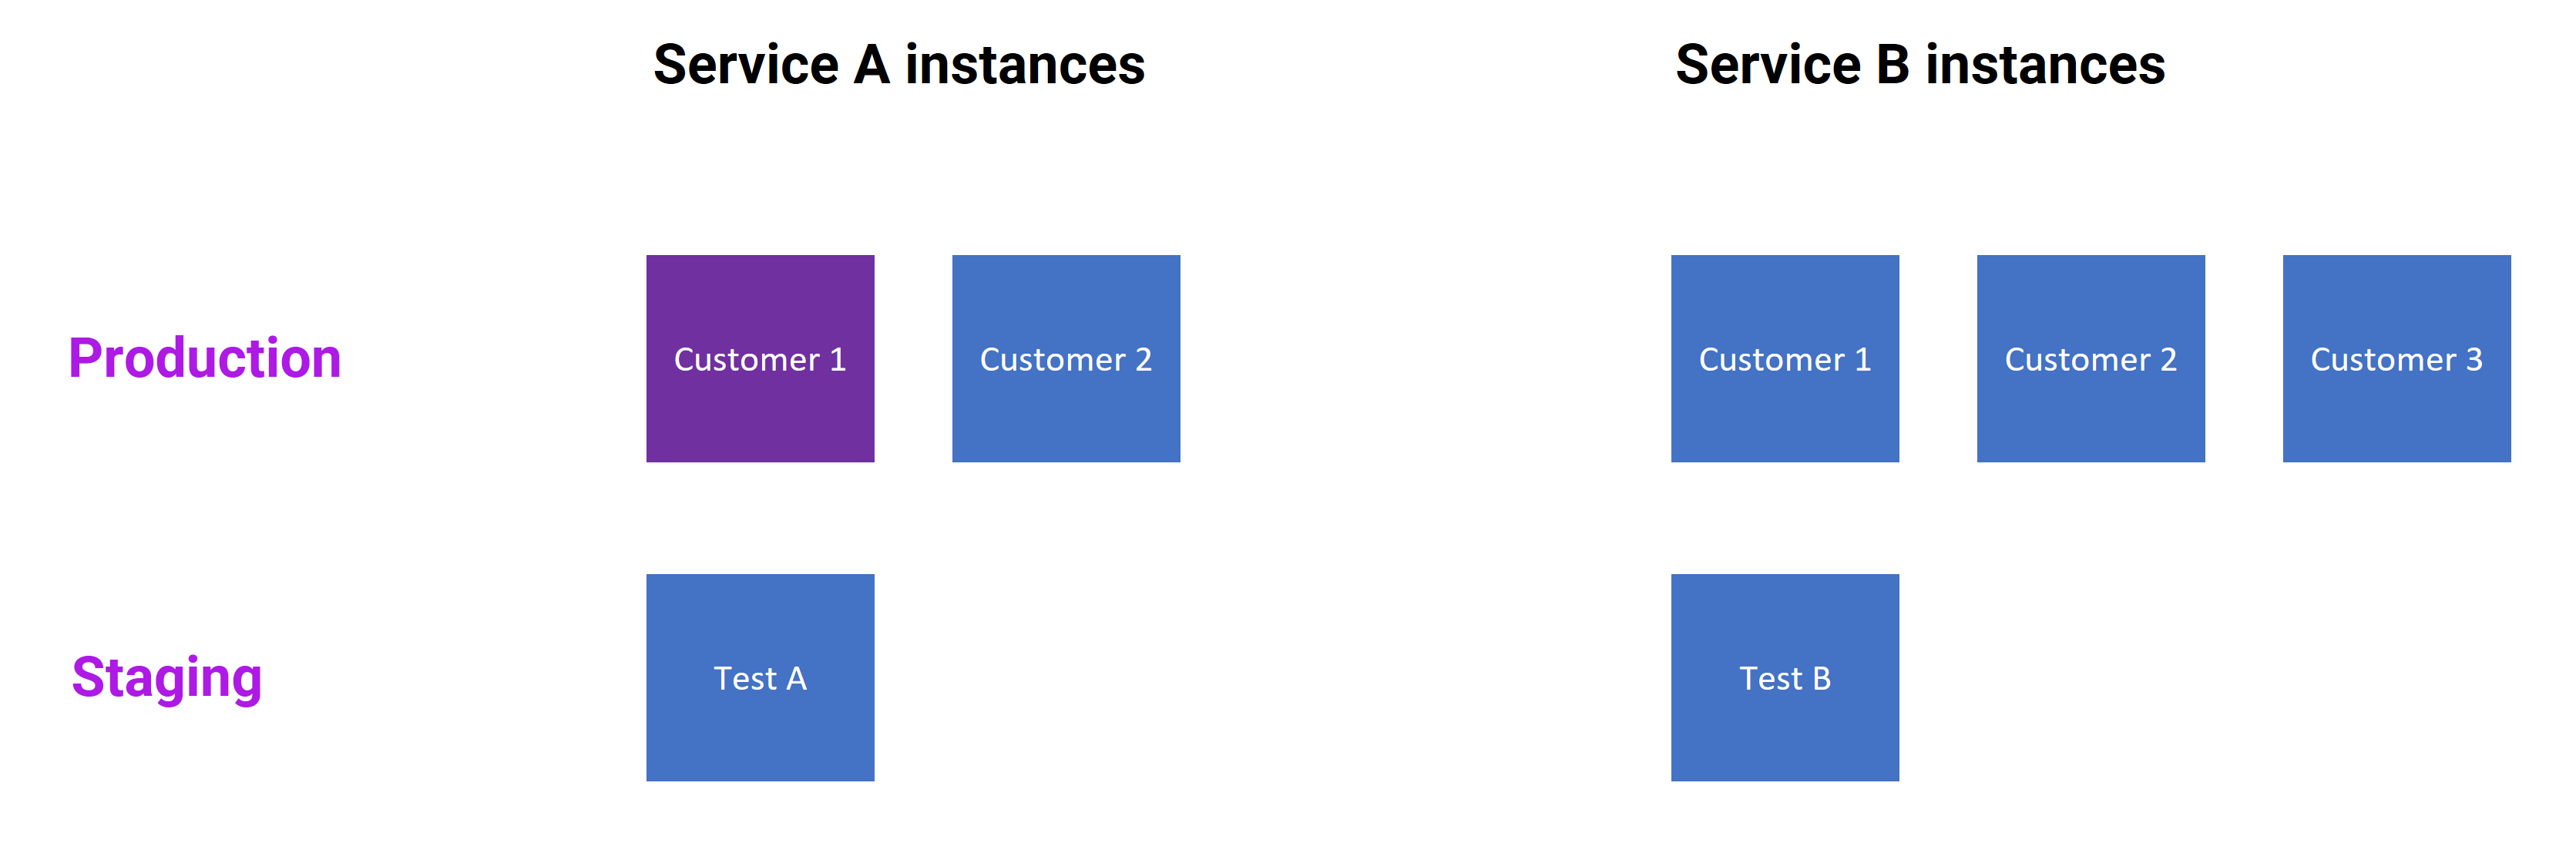 Service A instances
Service B instances
Production
Customer 1
Customer 2
Customer 1
Customer 2
Customer 3
Staging
Test A
Test B